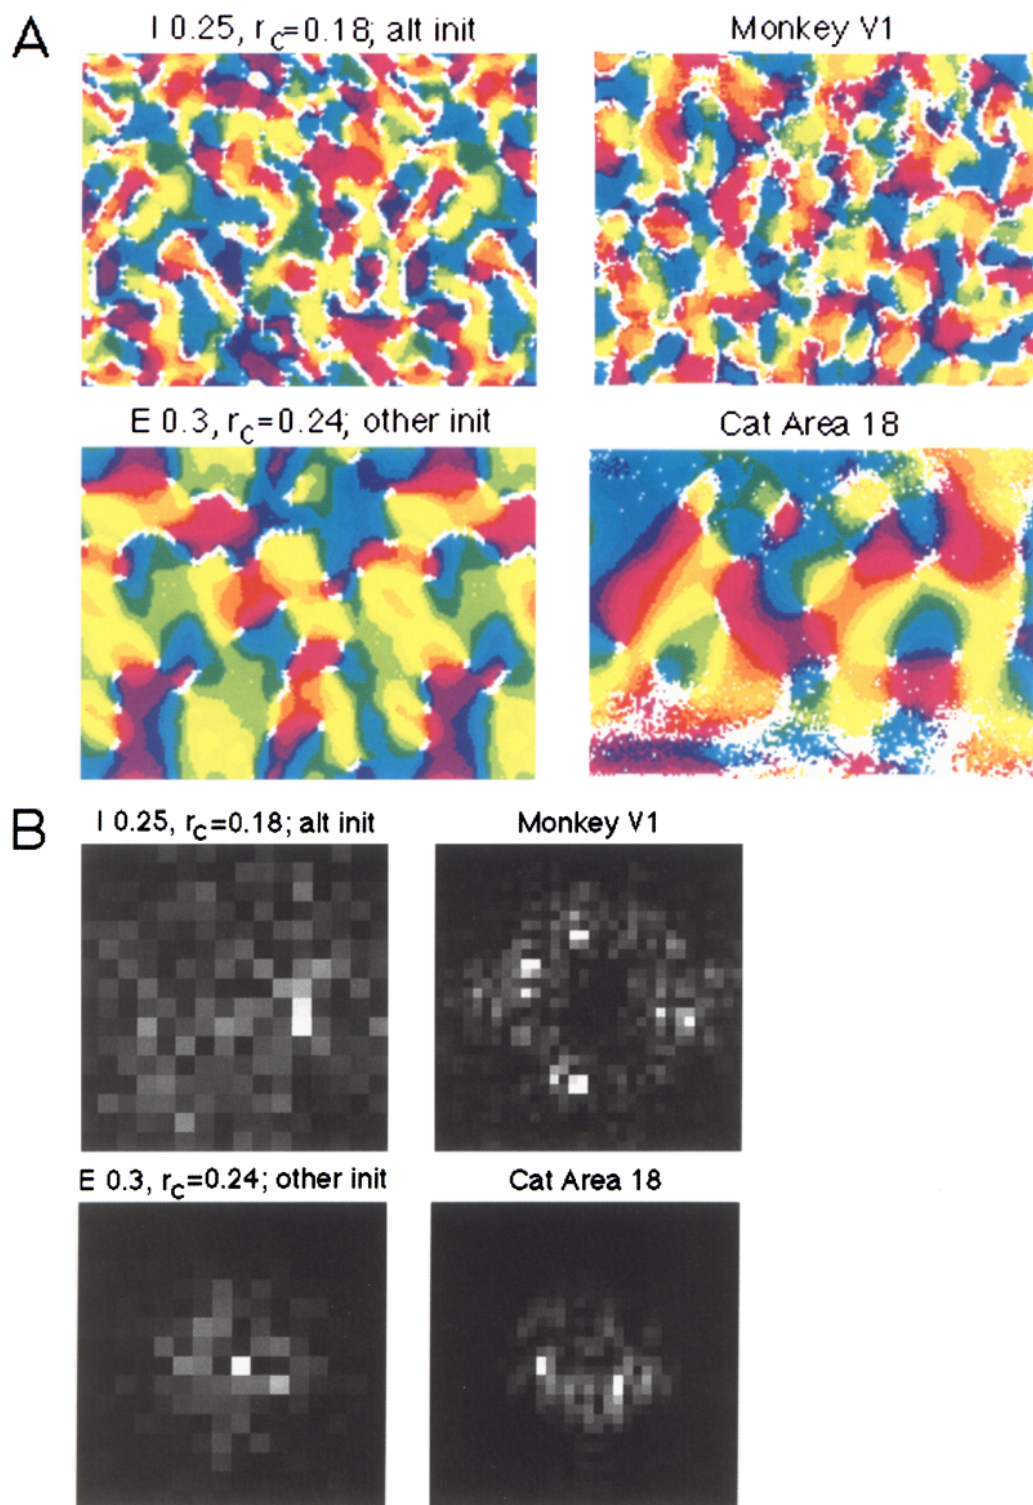 A
I 0.25, rC=0.18; alt init
Monkey V1
E 0.3, rC=0.24; other init
Cat Area 18
B
I 0.25, rC=0.18; alt init
Monkey V1
E 0.3, rC=0.24; other init
Cat Area 18